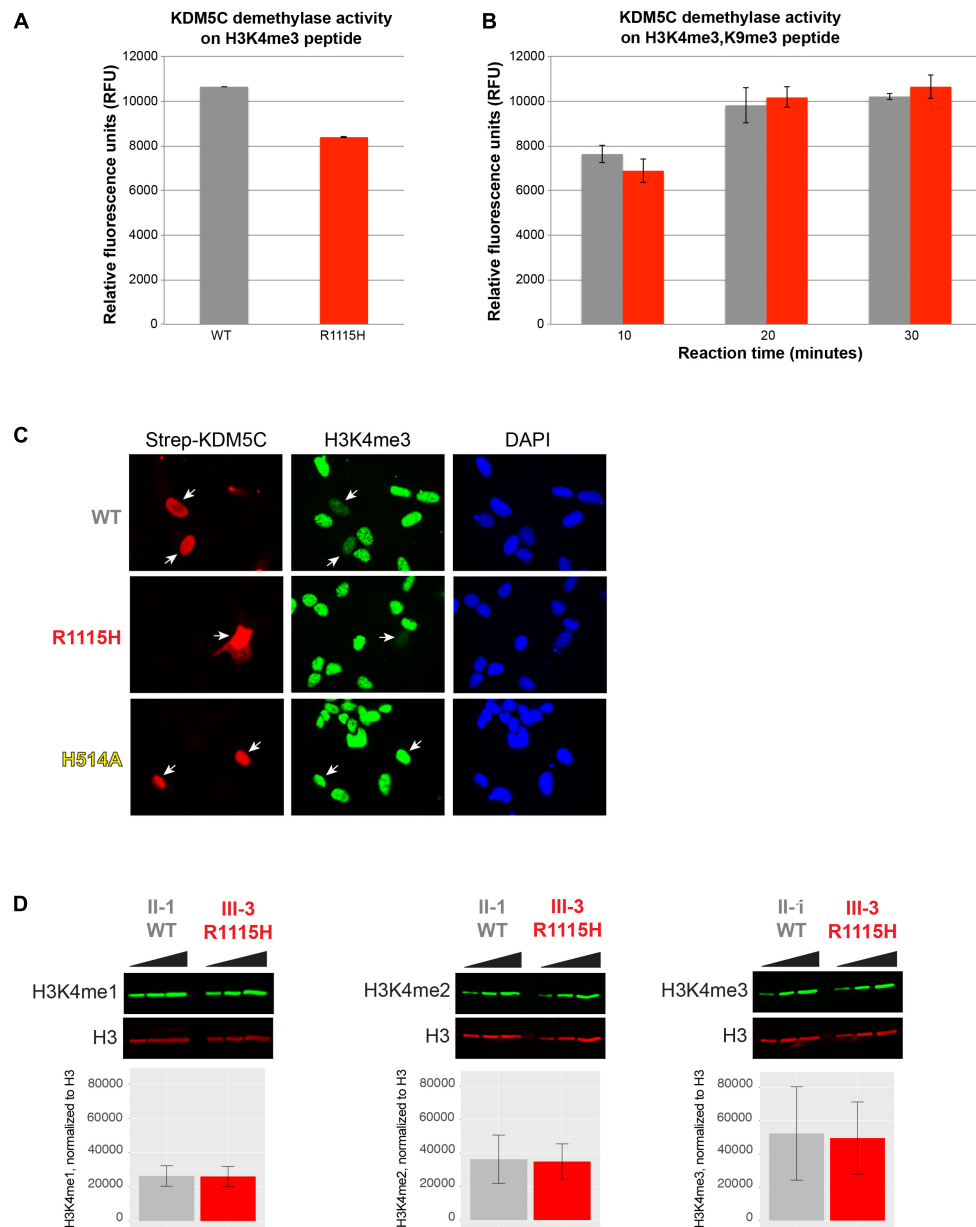 A
KDM5C demethylase activity
on H3K4me3 peptide
Relative fluorescence units (RFU)
12000
10000
8000
6000
4000
2000
0
WT
R1115H
B
KDM5C demethylase activity
on H3K4me3,K9me3 peptide
Relative fluorescence units (RFU)
12000
10000
8000
6000
4000
2000
0
10
20
30
Reaction time (minutes)
C
Strep-KDM5C
H3K4me3
DAPI
WT
R1115H
H514A
D
II-1
WT
III-3
R1115H
H3K4me1
H3
H3K4me1, normalized to H3
80000
60000
40000
20000
0
II-1
WT
III-3
R1115H
H3K4me2
H3
H3K4me2, normalized to H3
80000
60000
40000
20000
0
II-1
WT
III-3
R1115H
H3K4me3
H3
H3K4me3, normalized to H3
80000
60000
40000
20000
0